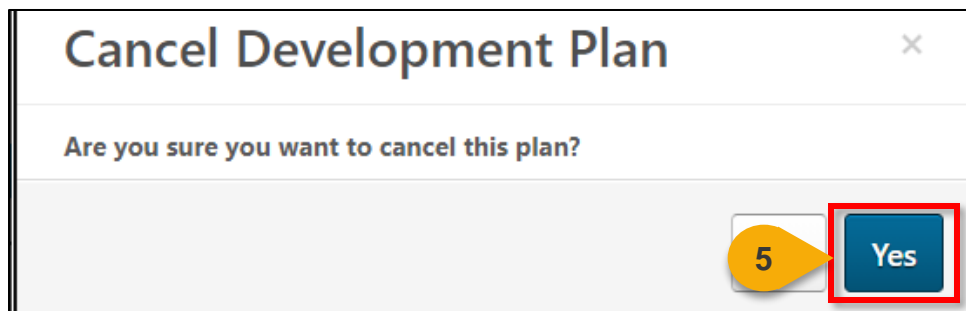 Cancel Development Plan ×
Are you sure you want to cancel this plan?
5 Yes